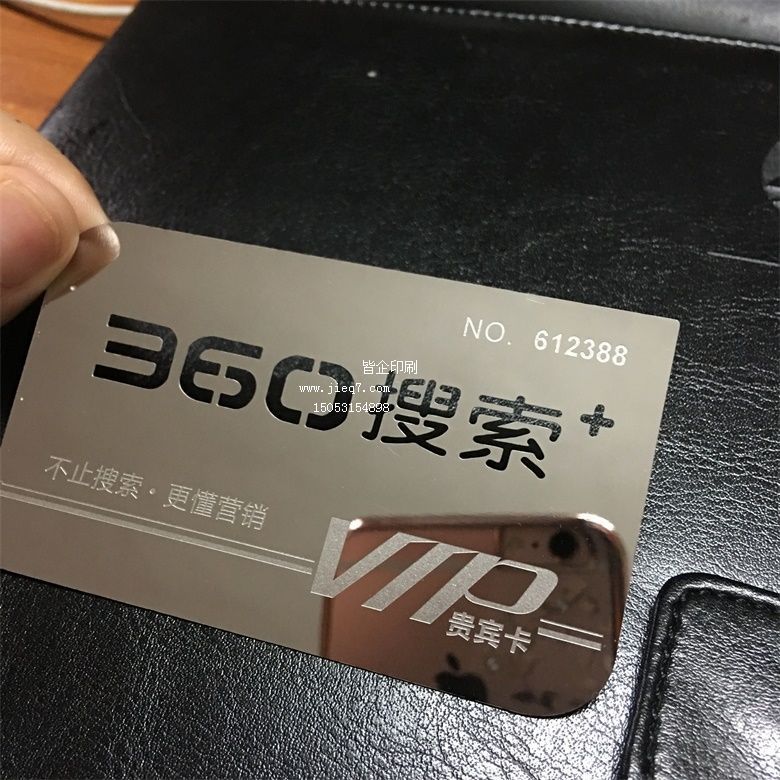 NO. 612388
360搜索+
皆企印刷
www.jieq7.com
15053154898
不止搜索·更懂营销
VIP
贵宾卡